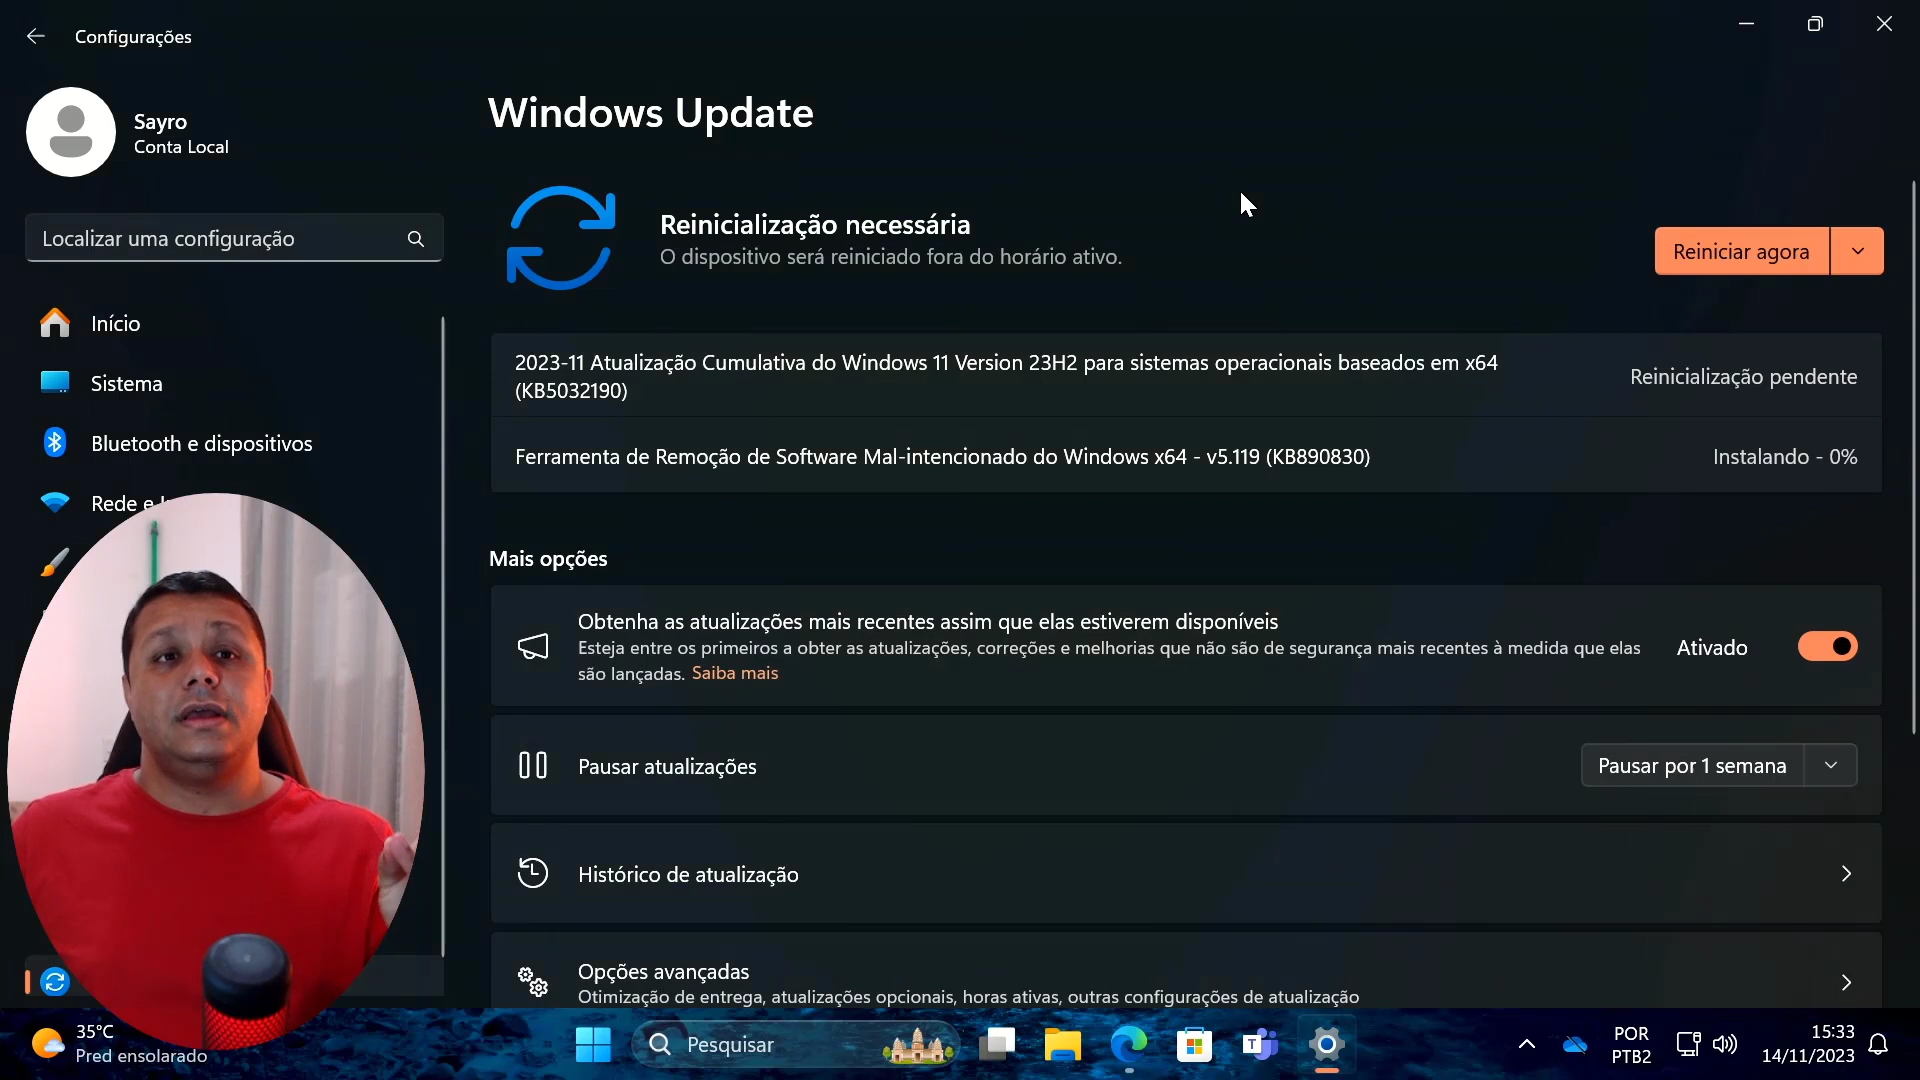 Configurações
Sayro
Conta Local
Localizar uma configuração
Início
Sistema
Bluetooth e dispositivos
Rede e
Windows Update
Reinicialização necessária
O dispositivo será reiniciado fora do horário ativo.
Reiniciar agora
2023-11 Atualização Cumulativa do Windows 11 Version 23H2 para sistemas operacionais baseados em x64
(KB5032190)
Reinicialização pendente
Ferramenta de Remoção de Software Mal-intencionado do Windows x64 - v5.119 (KB890830)
Instalando - 0%
Mais opções
Obtenha as atualizações mais recentes assim que elas estiverem disponíveis
Esteja entre os primeiros a obter as atualizações, correções e melhorias que não são de segurança mais recentes à medida que elas
são lançadas. Saiba mais
Ativado
Pausar atualizações
Pausar por 1 semana
Histórico de atualização
Opções avançadas
Otimização de entrega, atualizações opcionais, horas ativas, outras configurações de atualização
35°C
Pred ensolarado
Pesquisar
T
POR
PTB2
15:33
14/11/2023